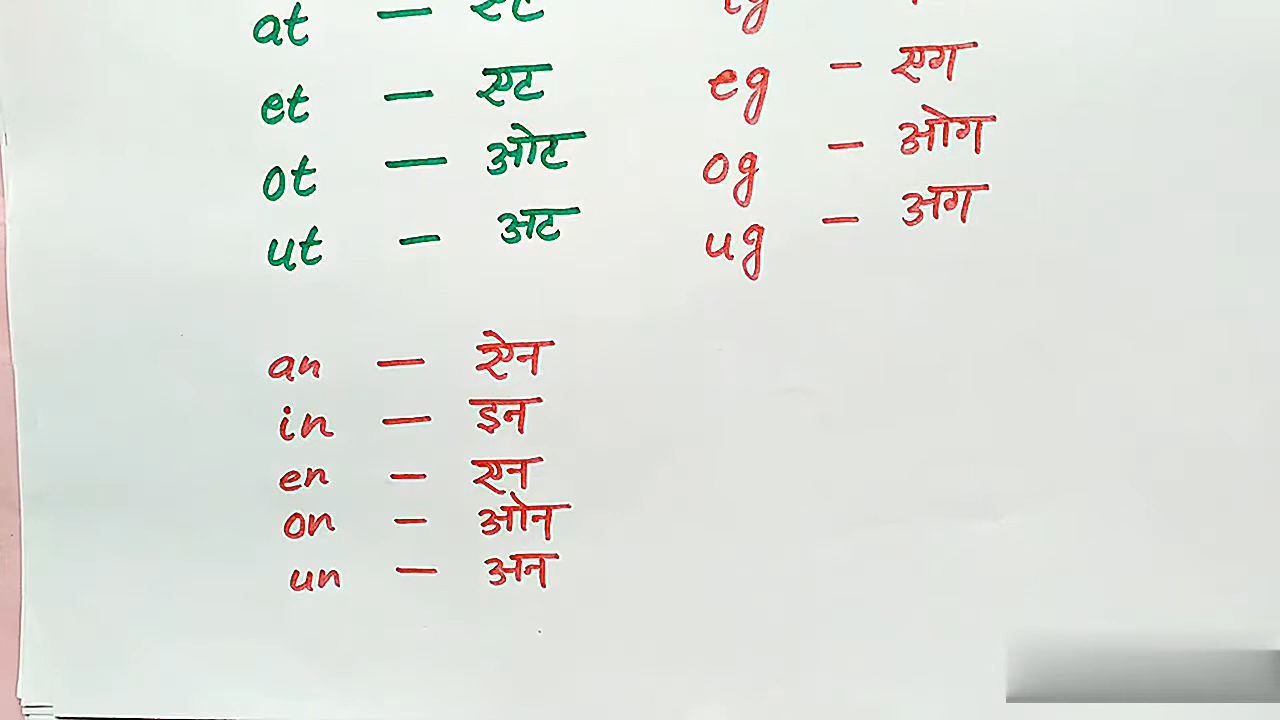 at —
et — एट
ot — ओट
ut — अट
eg — एग
og — ओग
ug — अग
an — ऐन
in — इन
en — एन
on — ओन
un — अन